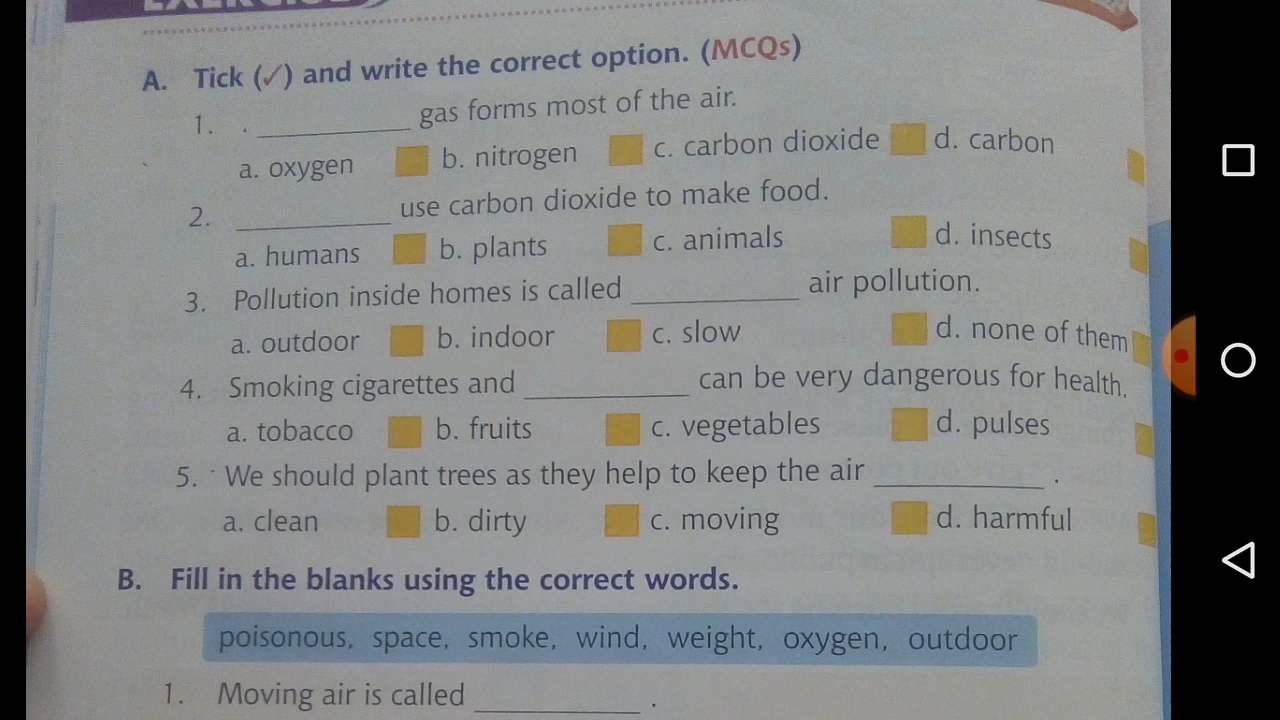 A. Tick (✓) and write the correct option. (MCQs)
1. . __________ gas forms most of the air.
a. oxygen b. nitrogen c. carbon dioxide d. carbon
2. __________ use carbon dioxide to make food.
a. humans b. plants c. animals d. insects
3. Pollution inside homes is called __________ air pollution.
a. outdoor b. indoor c. slow d. none of them
4. Smoking cigarettes and __________ can be very dangerous for health.
a. tobacco b. fruits c. vegetables d. pulses
5. We should plant trees as they help to keep the air __________ .
a. clean b. dirty c. moving d. harmful
B. Fill in the blanks using the correct words.
poisonous, space, smoke, wind, weight, oxygen, outdoor
1. Moving air is called __________ .